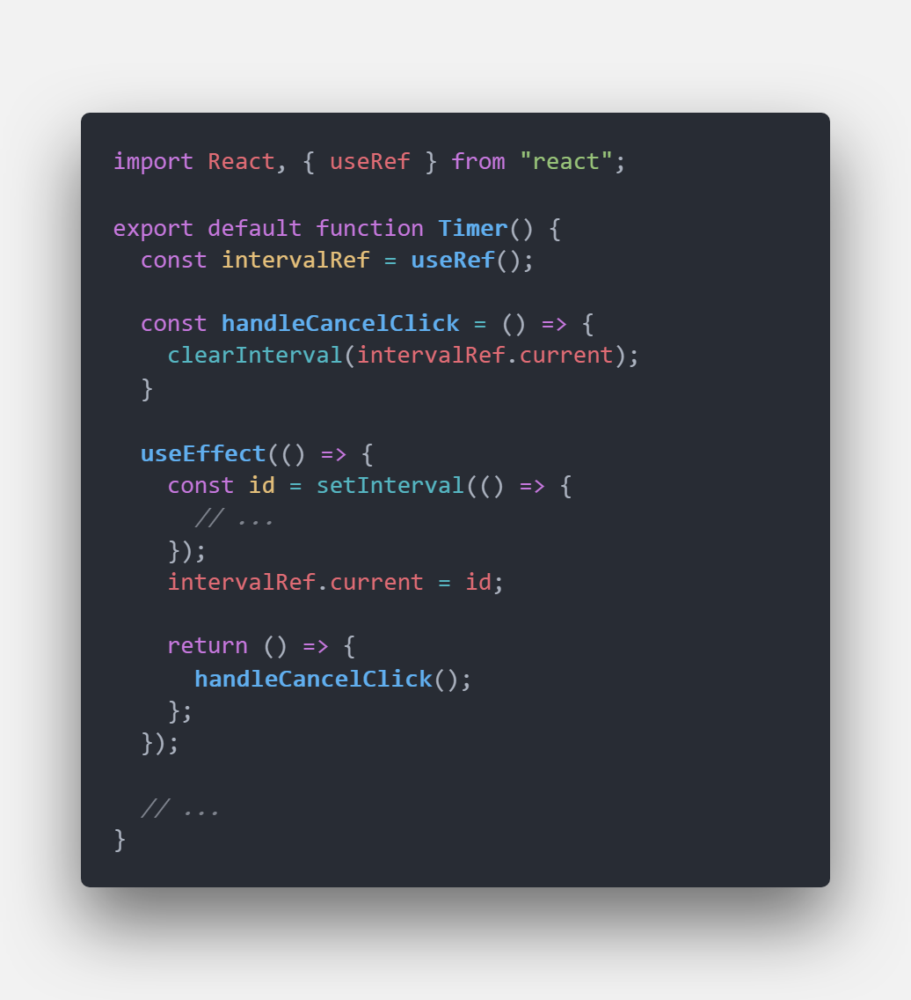 import React, { useRef } from "react";

export default function Timer() {
  const intervalRef = useRef();

  const handleCancelClick = () => {
    clearInterval(intervalRef.current);
  }

  useEffect(() => {
    const id = setInterval(() => {
      // ...
    });
    intervalRef.current = id;

    return () => {
      handleCancelClick();
    };
  });

  // ...
}